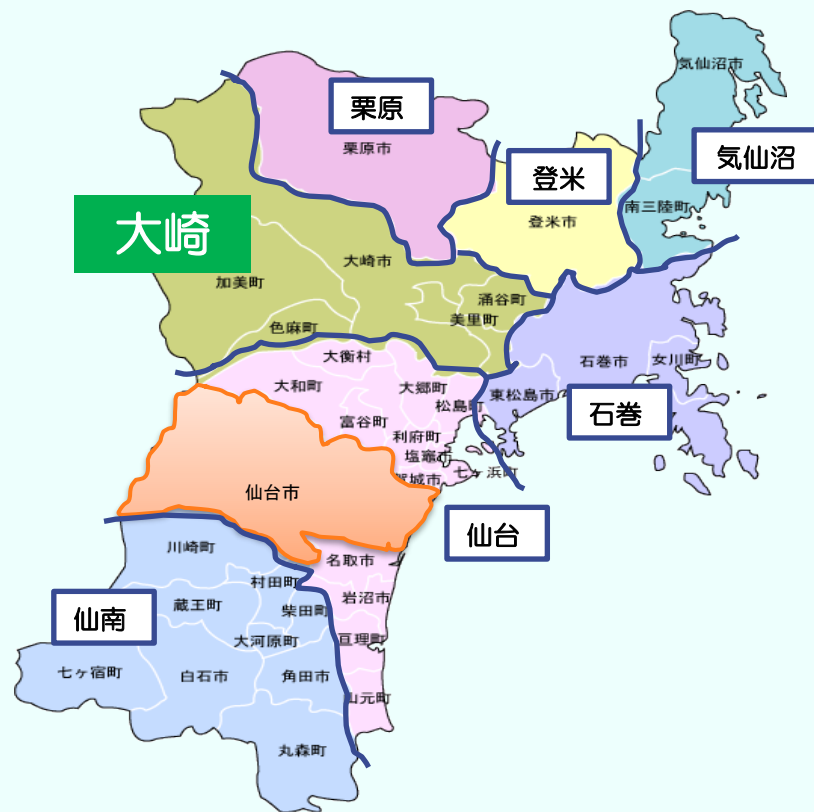 気仙沼市
栗原
栗原市
気仙沼
登米
登米市
南三陸町
大崎
大崎市
加美町
涌谷町
美里町
色麻町
大衡村
石巻市
女川町
大和町
大郷町
東松島市
松島町
石巻
富谷町
利府町
塩竈市
七ヶ浜町
賀城市
仙台市
仙台
川崎町
名取市
村田町
岩沼市
蔵王町
柴田町
仙南
大河原町
亘理町
七ヶ宿町
白石市
角田市
山元町
丸森町